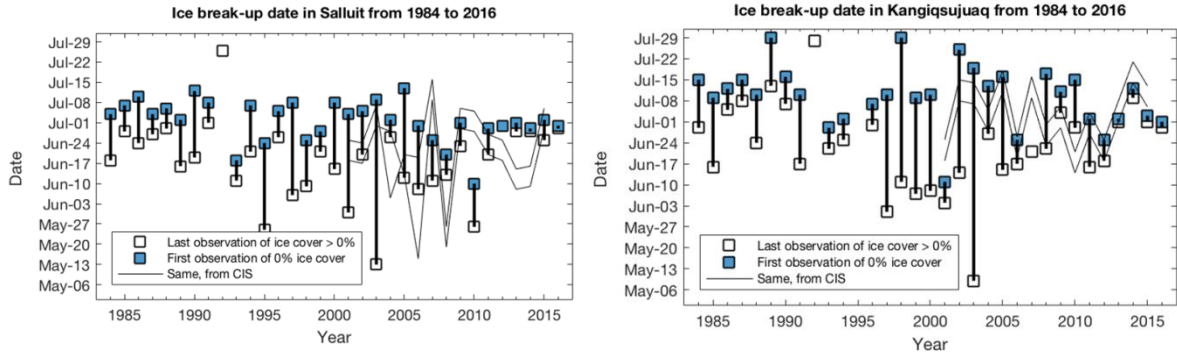 Ice break-up date in Salluit from 1984 to 2016
Jul-29
Jul-22
Jul-15
Jul-08
Jul-01
Jun-24
Jun-17
Jun-10
Jun-03
May-27
May-20
May-13
May-06
Date
Last observation of ice cover > 0%
First observation of 0% ice cover
Same, from CIS
1985 1990 1995 2000 2005 2010 2015
Year
Ice break-up date in Kangiqsujuaq from 1984 to 2016
Jul-29
Jul-22
Jul-15
Jul-08
Jul-01
Jun-24
Jun-17
Jun-10
Jun-03
May-27
May-20
May-13
May-06
Date
Last observation of ice cover > 0%
First observation of 0% ice cover
Same, from CIS
1985 1990 1995 2000 2005 2010 2015
Year